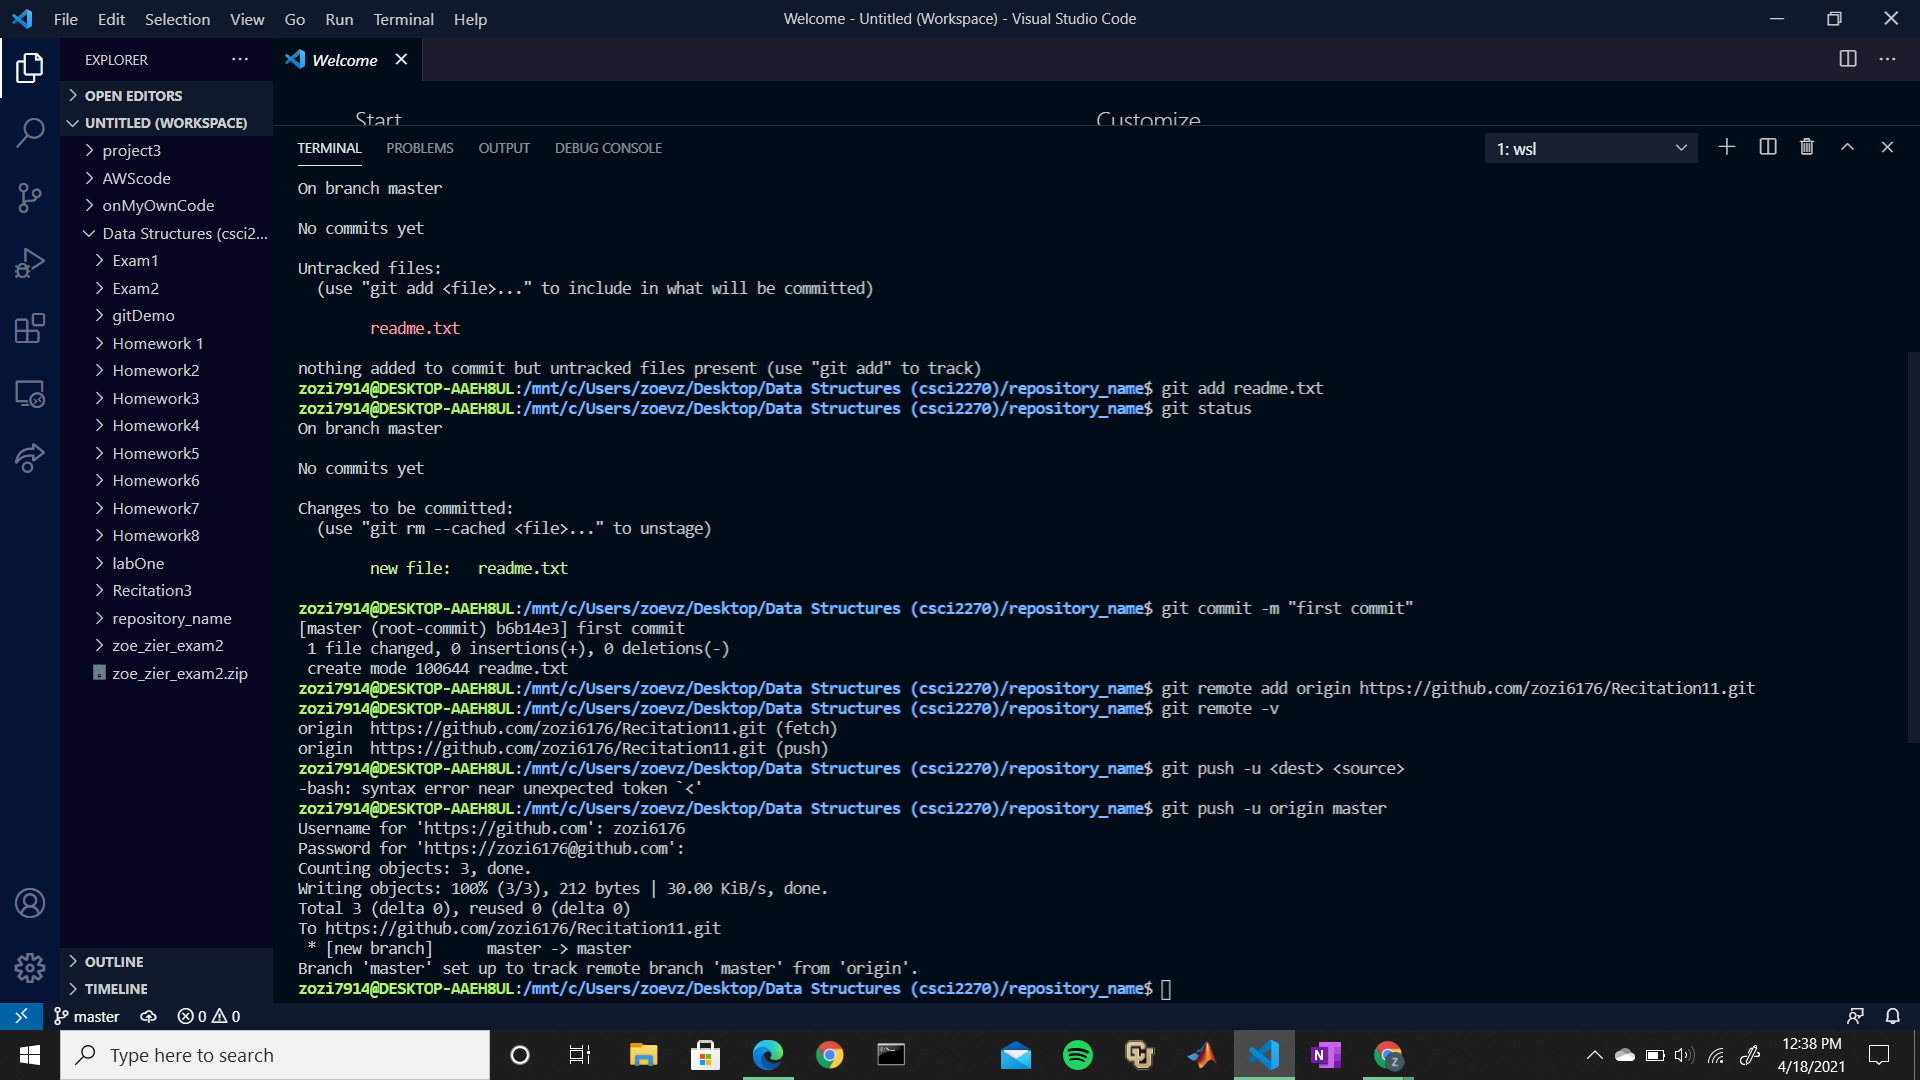 File Edit Selection View Go Run Terminal Help
Welcome - Untitled (Workspace) - Visual Studio Code
EXPLORER
Welcome
OPEN EDITORS
UNTITLED (WORKSPACE)
project3
AWScode
onMyOwnCode
Data Structures (csci2...
Exam1
Exam2
gitDemo
Homework 1
Homework2
Homework3
Homework4
Homework5
Homework6
Homework7
Homework8
labOne
Recitation3
repository_name
zoe_zier_exam2
zoe_zier_exam2.zip
OUTLINE
TIMELINE
Start
Customize
TERMINAL PROBLEMS OUTPUT DEBUG CONSOLE
1: wsl
On branch master
No commits yet
Untracked files:
(use "git add <file>..." to include in what will be committed)
readme.txt
nothing added to commit but untracked files present (use "git add" to track)
zozi7914@DESKTOP-AAEH8UL:/mnt/c/Users/zoevz/Desktop/Data Structures (csci2270)/repository_name$ git add readme.txt
zozi7914@DESKTOP-AAEH8UL:/mnt/c/Users/zoevz/Desktop/Data Structures (csci2270)/repository_name$ git status
On branch master
No commits yet
Changes to be committed:
(use "git rm --cached <file>..." to unstage)
new file:   readme.txt
zozi7914@DESKTOP-AAEH8UL:/mnt/c/Users/zoevz/Desktop/Data Structures (csci2270)/repository_name$ git commit -m "first commit"
[master (root-commit) b6b14e3] first commit
1 file changed, 0 insertions(+), 0 deletions(-)
create mode 100644 readme.txt
zozi7914@DESKTOP-AAEH8UL:/mnt/c/Users/zoevz/Desktop/Data Structures (csci2270)/repository_name$ git remote add origin https://github.com/zozi6176/Recitation11.git
zozi7914@DESKTOP-AAEH8UL:/mnt/c/Users/zoevz/Desktop/Data Structures (csci2270)/repository_name$ git remote -v
origin  https://github.com/zozi6176/Recitation11.git (fetch)
origin  https://github.com/zozi6176/Recitation11.git (push)
zozi7914@DESKTOP-AAEH8UL:/mnt/c/Users/zoevz/Desktop/Data Structures (csci2270)/repository_name$ git push -u <dest> <source>
-bash: syntax error near unexpected token `<'
zozi7914@DESKTOP-AAEH8UL:/mnt/c/Users/zoevz/Desktop/Data Structures (csci2270)/repository_name$ git push -u origin master
Username for 'https://github.com': zozi6176
Password for 'https://zozi6176@github.com':
Counting objects: 3, done.
Writing objects: 100% (3/3), 212 bytes | 30.00 KiB/s, done.
Total 3 (delta 0), reused 0 (delta 0)
To https://github.com/zozi6176/Recitation11.git
* [new branch]      master -> master
Branch 'master' set up to track remote branch 'master' from 'origin'.
zozi7914@DESKTOP-AAEH8UL:/mnt/c/Users/zoevz/Desktop/Data Structures (csci2270)/repository_name$
master 0 0
Type here to search
12:38 PM
4/18/2021